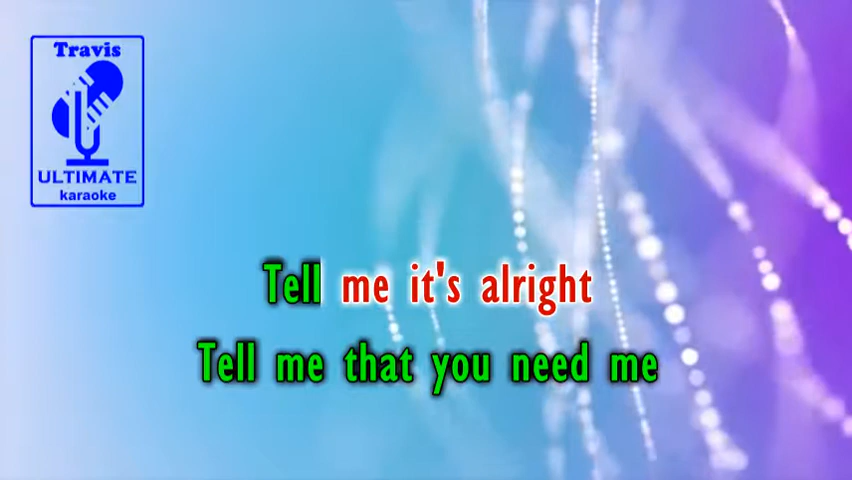 Travis
ULTIMATE
karaoke
Tell me it's alright
Tell me that you need me